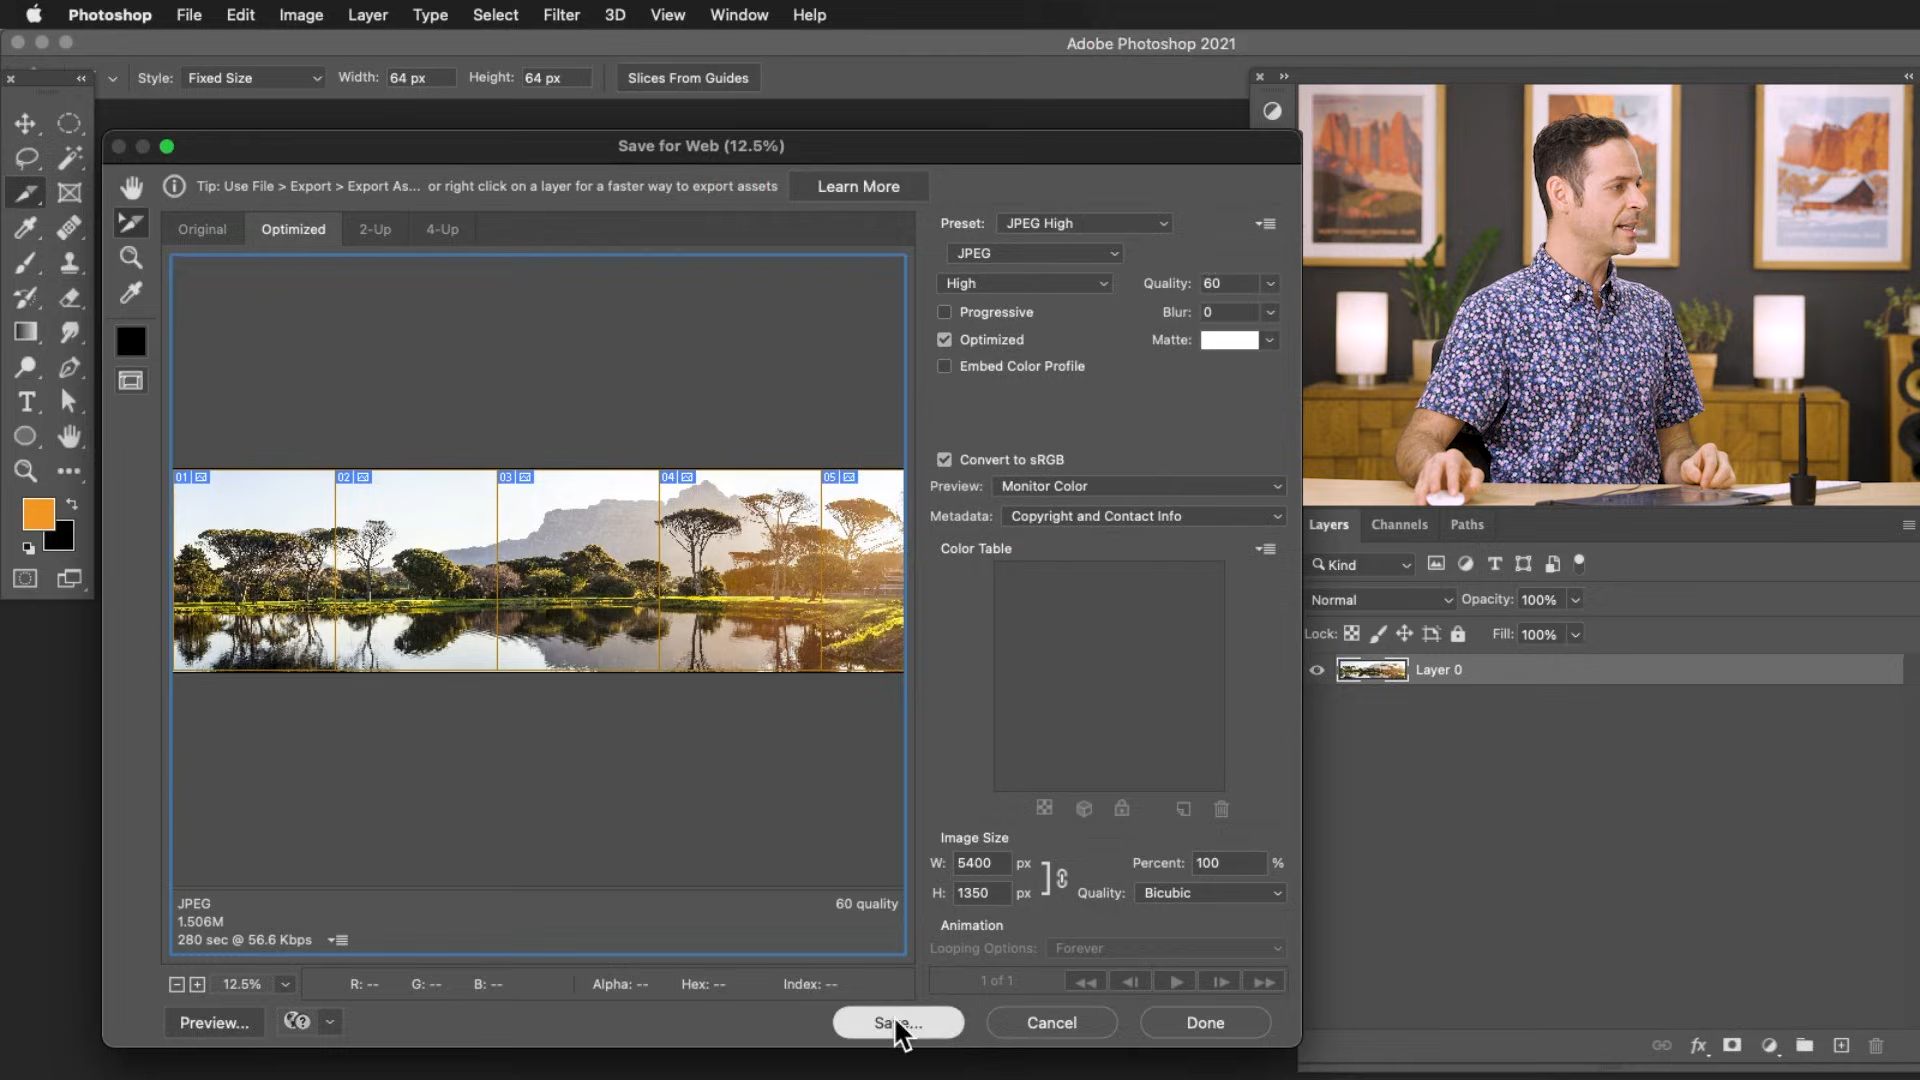 Photoshop File Edit Image Layer Type Select Filter 3D View Window Help
Adobe Photoshop 2021
Style: Fixed Size Width: 64 px Height: 64 px Slices From Guides
Save for Web (12.5%)
Tip: Use File > Export > Export As... or right click on a layer for a faster way to export assets Learn More
Original Optimized 2-Up 4-Up
01 02 03 04 05
JPEG
1.506M
280 sec @ 56.6 Kbps
60 quality
12.5% R: -- G: -- B: -- Alpha: -- Hex: -- Index: --
Preview...
Preset: JPEG High
JPEG
High Quality: 60
Progressive Blur: 0
Optimized Matte:
Embed Color Profile
Convert to sRGB
Preview: Monitor Color
Metadata: Copyright and Contact Info
Color Table
Image Size
W: 5400 px Percent: 100 %
H: 1350 px Quality: Bicubic
Animation
Looping Options: Forever
1 of 1
Cancel Done
Layers Channels Paths
Kind
Normal Opacity: 100%
Lock: Fill: 100%
Layer 0